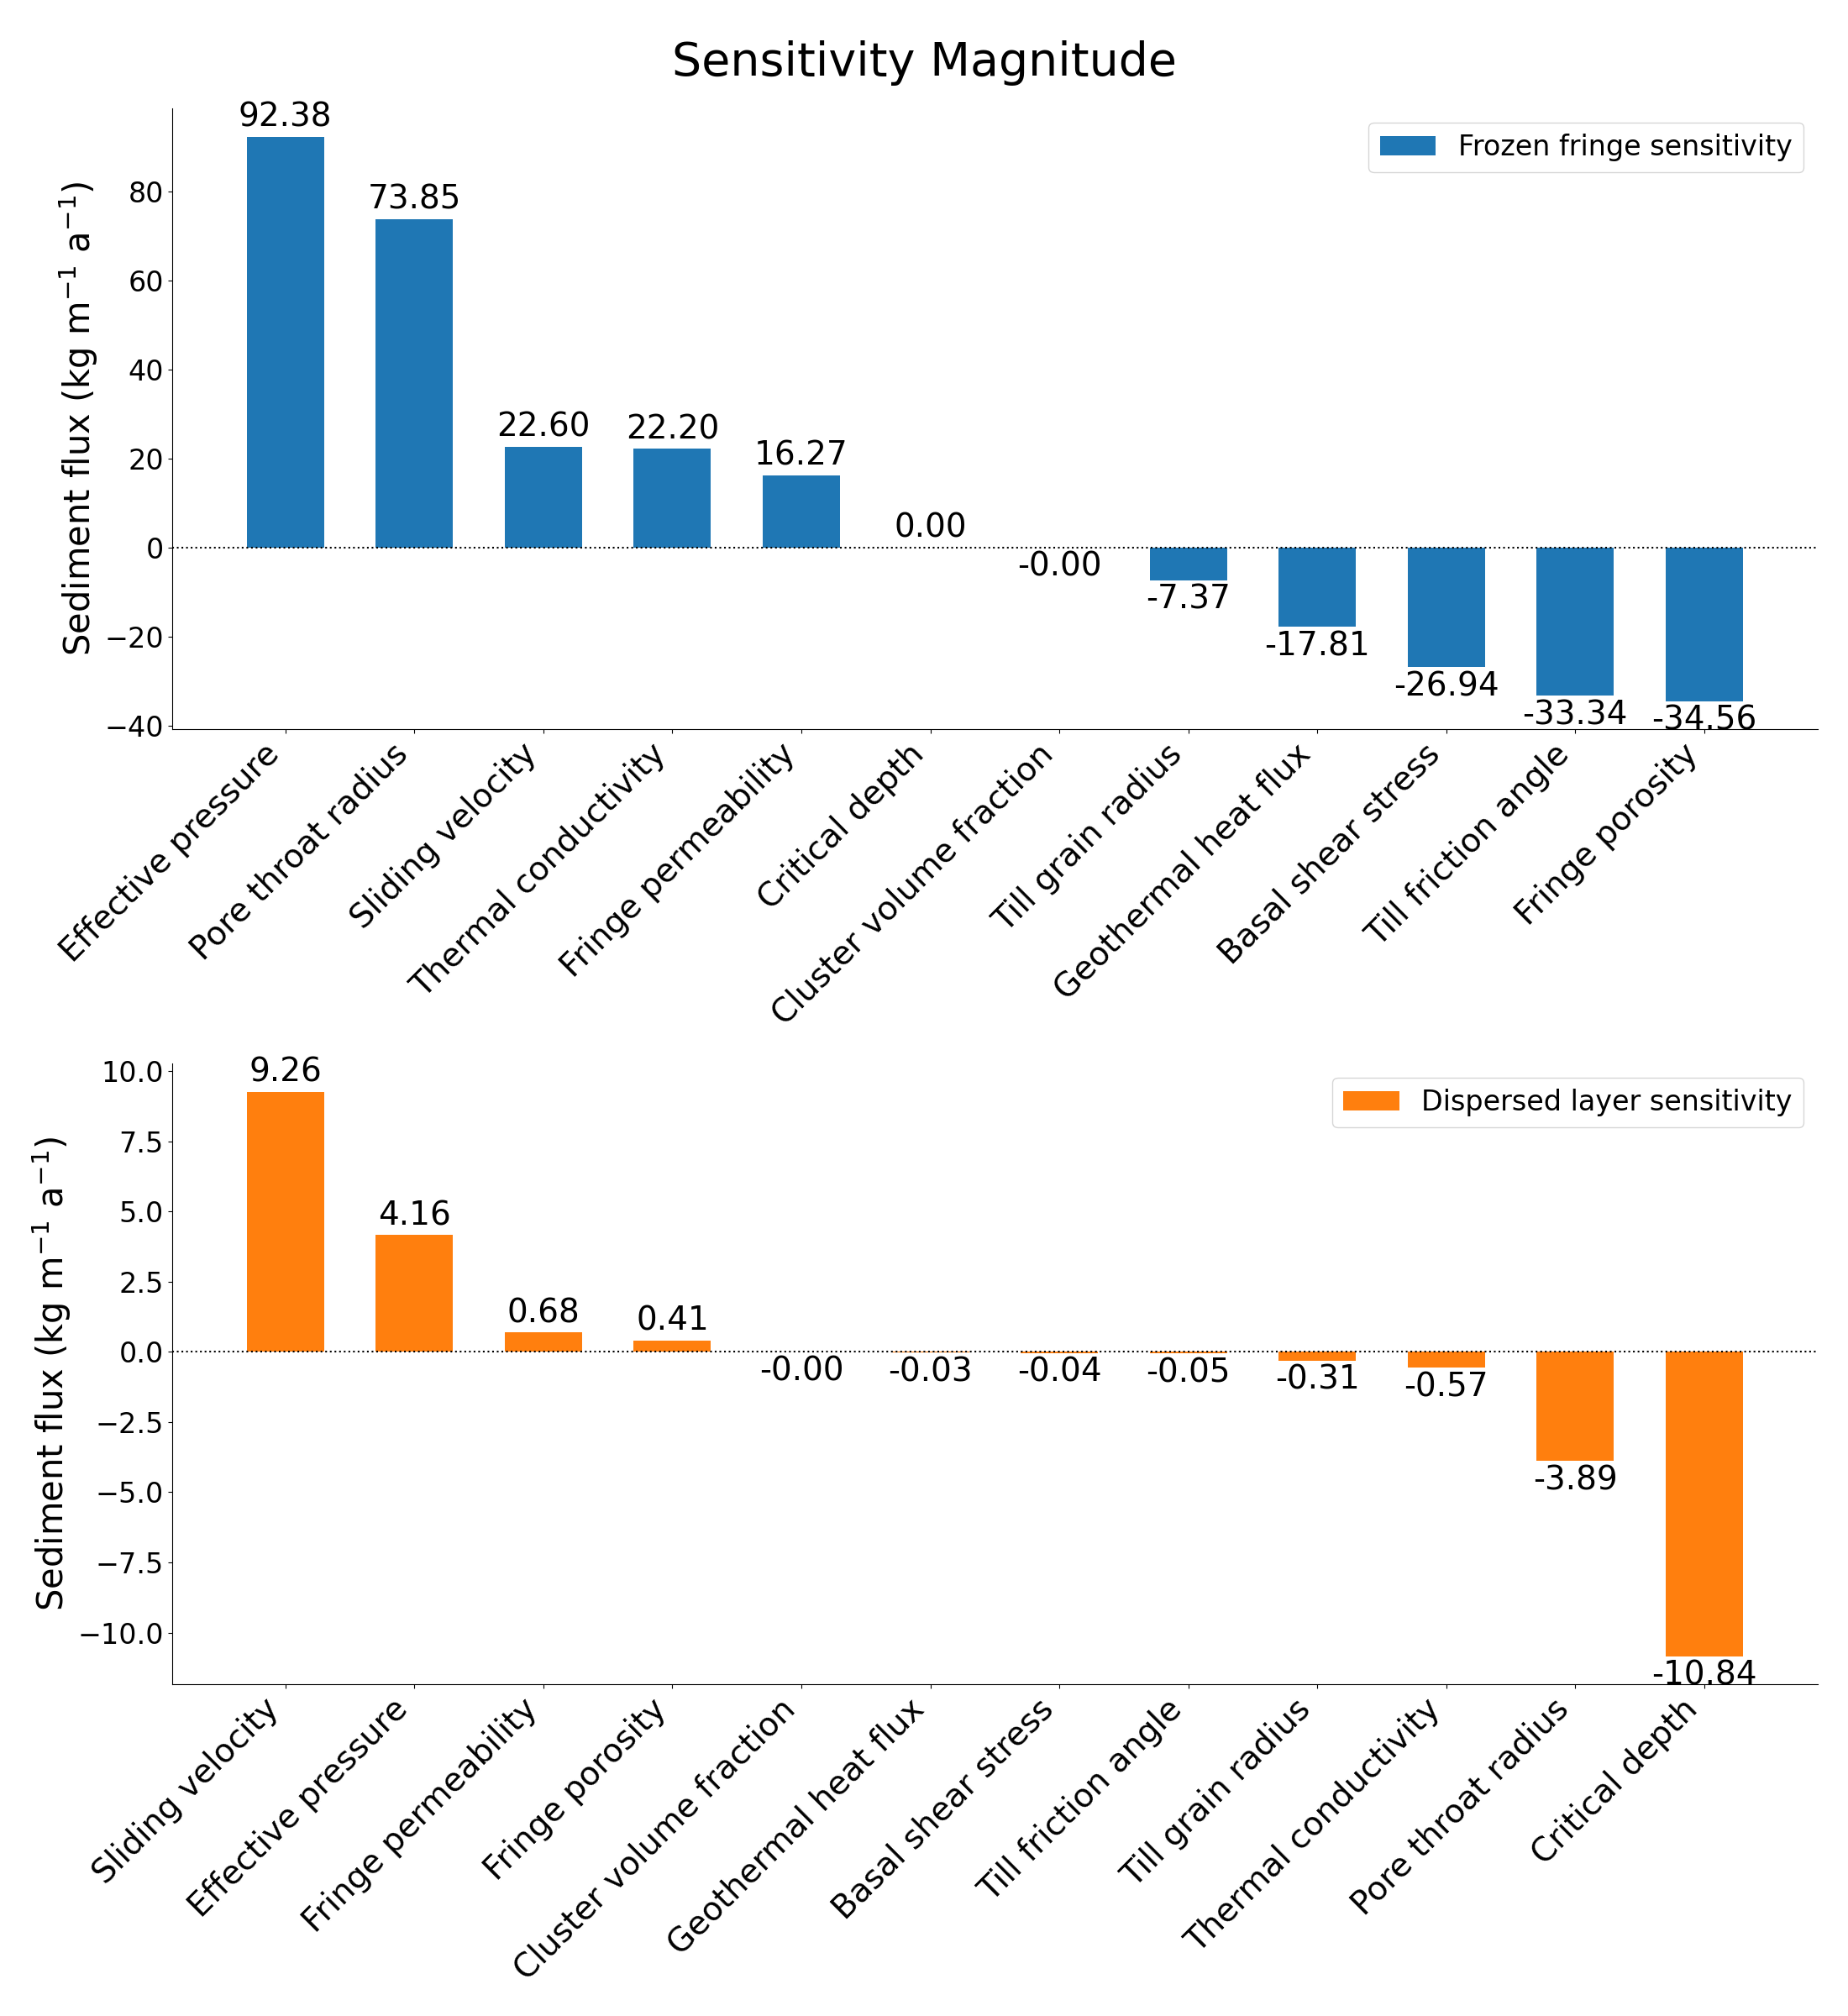 Sensitivity Magnitude
Frozen fringe sensitivity
Sediment flux (kg m⁻¹ a⁻¹)
80
60
40
20
0
−20
−40
92.38
73.85
22.60
22.20
16.27
0.00
-0.00
-7.37
-17.81
-26.94
-33.34
-34.56
Effective pressure
Pore throat radius
Sliding velocity
Thermal conductivity
Fringe permeability
Critical depth
Cluster volume fraction
Till grain radius
Geothermal heat flux
Basal shear stress
Till friction angle
Fringe porosity
Dispersed layer sensitivity
Sediment flux (kg m⁻¹ a⁻¹)
10.0
7.5
5.0
2.5
0.0
−2.5
−5.0
−7.5
−10.0
9.26
4.16
0.68
0.41
-0.00
-0.03
-0.04
-0.05
-0.31
-0.57
-3.89
-10.84
Sliding velocity
Effective pressure
Fringe permeability
Fringe porosity
Cluster volume fraction
Geothermal heat flux
Basal shear stress
Till friction angle
Till grain radius
Thermal conductivity
Pore throat radius
Critical depth